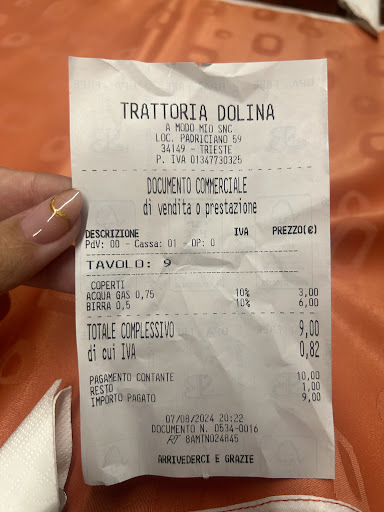 TRATTORIA DOLINA
A MODO MIO SNC
LOC. PADRICIANO 59
34149 - TRIESTE
P. IVA 01347730325
DOCUMENTO COMMERCIALE
di vendita o prestazione
DESCRIZIONE IVA PREZZO(€)
PdV: 00 - Cassa: 01 - OP: 0
TAVOLO: 9
COPERTI
ACQUA GAS 0,75 10% 3,00
BIRRA 0,5 10% 6,00
TOTALE COMPLESSIVO 9,00
di cui IVA 0,82
PAGAMENTO CONTANTE 10,00
RESTO 1,00
IMPORTO PAGATO 9,00
07/08/2024 20:22
DOCUMENTO N. 0534-0016
RT 8AMTN024845
ARRIVEDERCI E GRAZIE